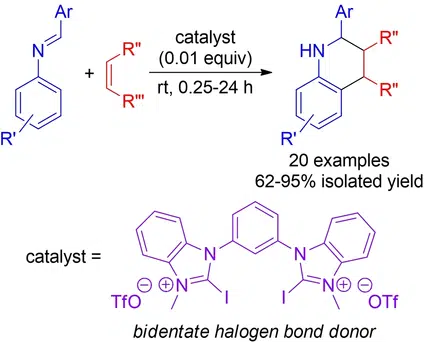 Ar
N
R'
+
R"
R'"
catalyst
(0.01 equiv)
rt, 0.25-24 h
Ar
HN
R"
R"
R'
20 examples
62-95% isolated yield
catalyst =
N
N
N
+
N
+
TfO
−
I
I
−
OTf
bidentate halogen bond donor